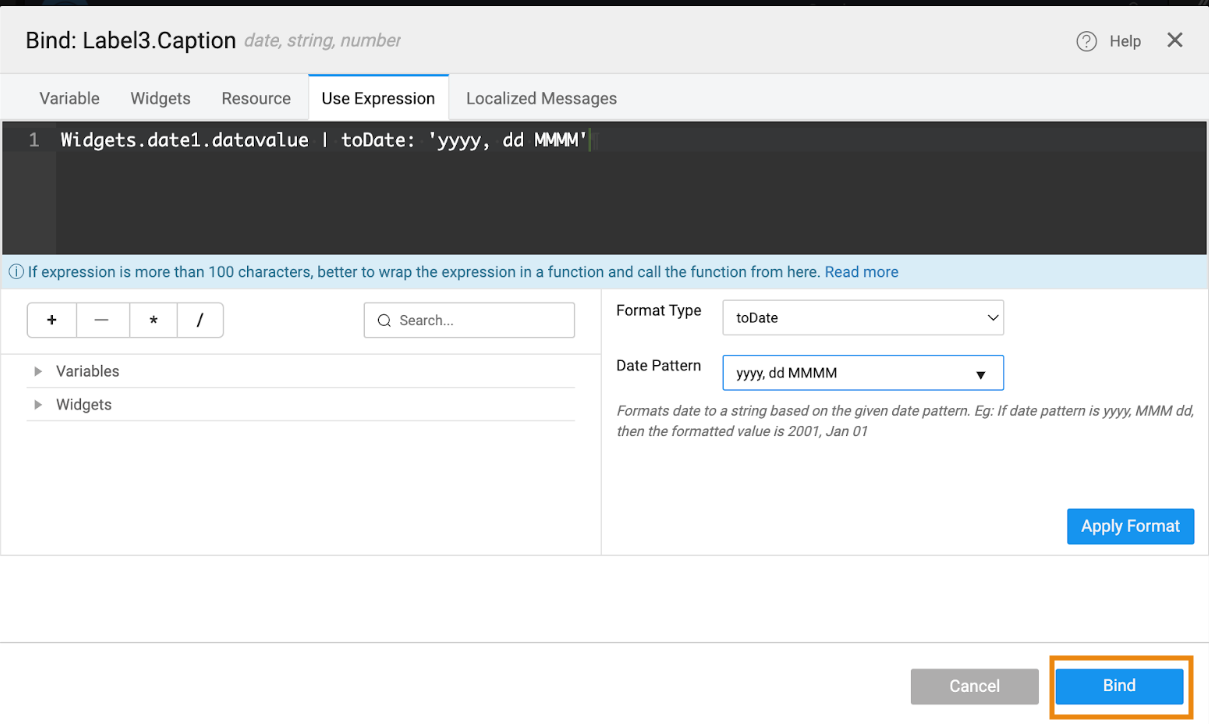 Bind: Label3.Caption date, string, number
Help
Variable Widgets Resource Use Expression Localized Messages
1 Widgets.date1.datavalue | toDate: 'yyyy, dd MMMM'
If expression is more than 100 characters, better to wrap the expression in a function and call the function from here. Read more
+ — * /
Search...
Variables
Widgets
Format Type
toDate
Date Pattern
yyyy, dd MMMM
Formats date to a string based on the given date pattern. Eg: If date pattern is yyyy, MMM dd,
then the formatted value is 2001, Jan 01
Apply Format
Cancel
Bind